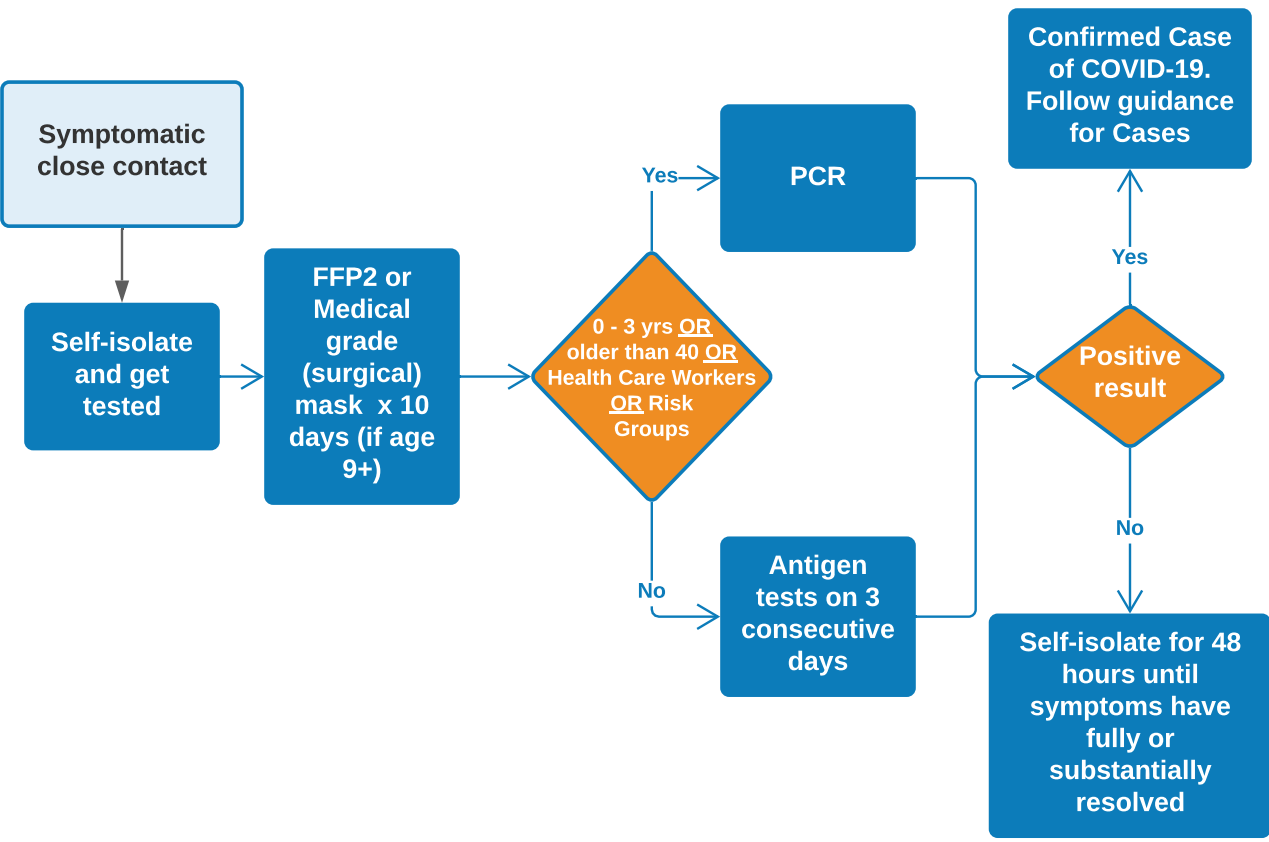 Symptomatic
close contact
Self-isolate
and get
tested
FFP2 or
Medical
grade
(surgical)
mask  x 10
days (if age
9+)
0 - 3 yrs OR
older than 40 OR
Health Care Workers
OR Risk
Groups
Yes
PCR
No
Antigen
tests on 3
consecutive
days
Positive
result
Yes
Confirmed Case
of COVID-19.
Follow guidance
for Cases
No
Self-isolate for 48
hours until
symptoms have
fully or
substantially
resolved